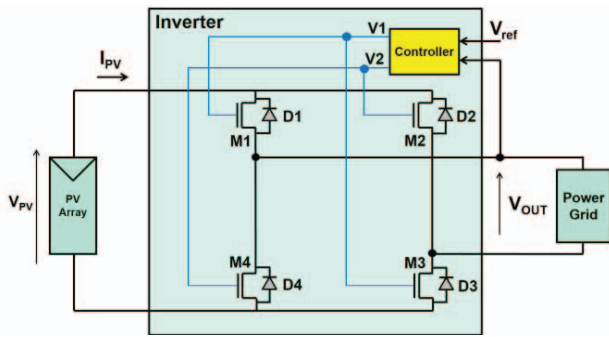 Inverter
V1
V2
Controller
Vref
IPV
D1
D2
M1
M2
VPV
PV
Array
VOUT
Power
Grid
M4
M3
D4
D3